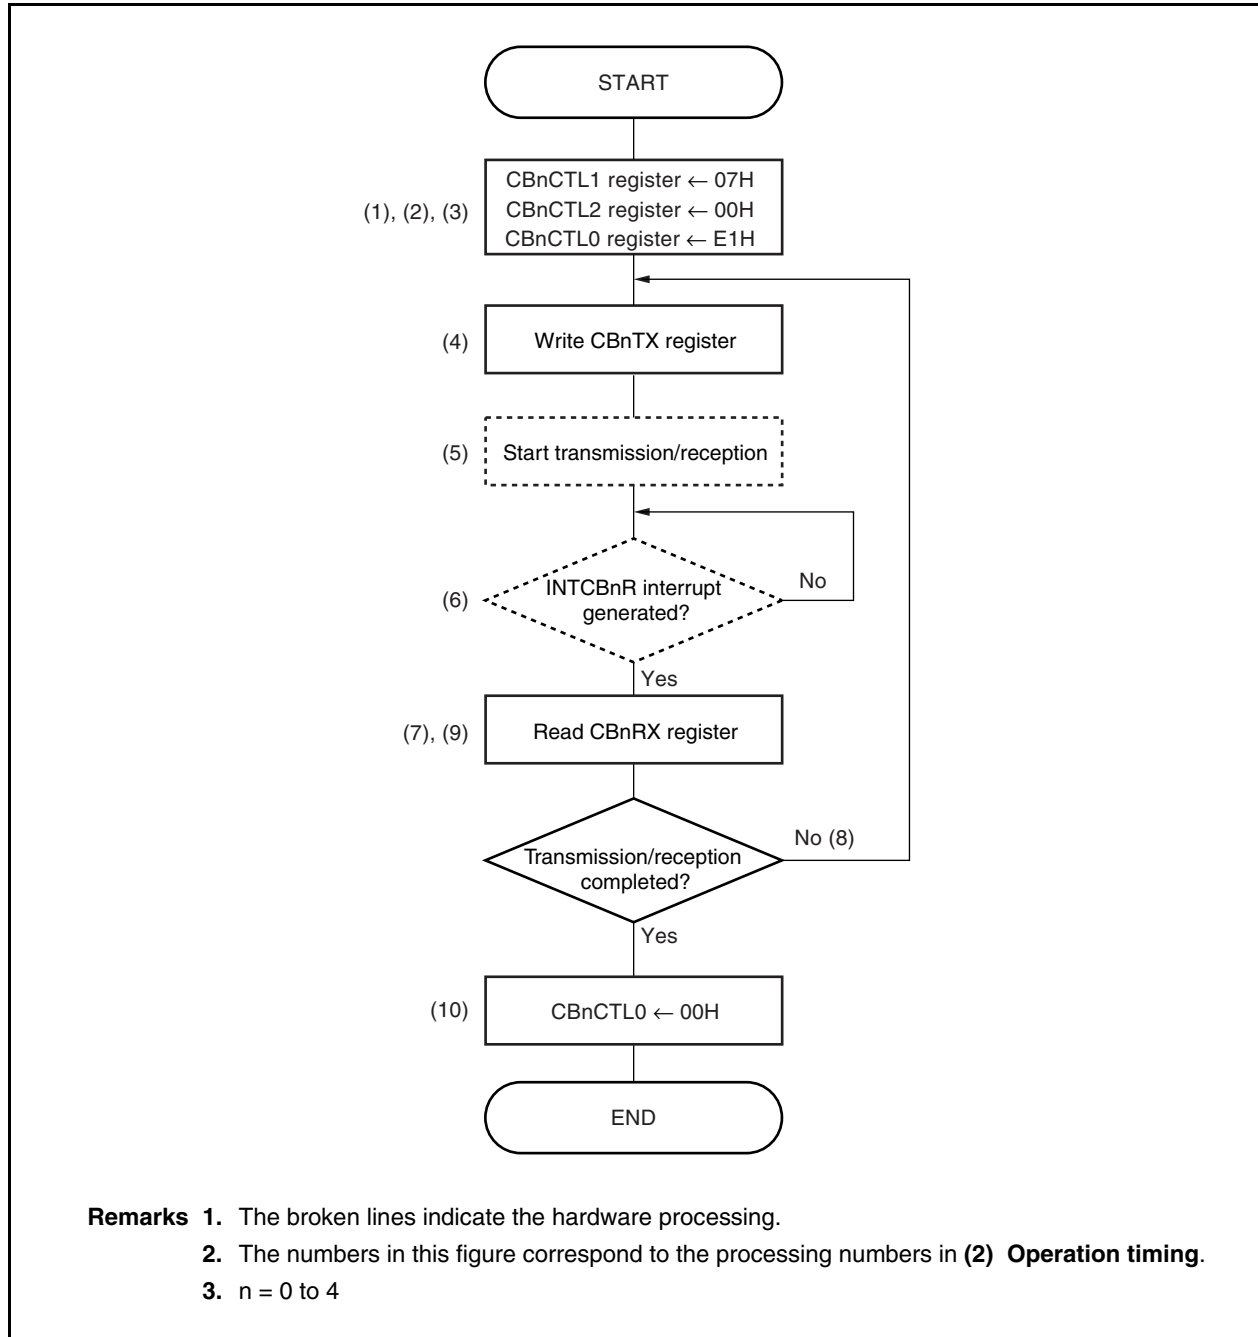 START
CBnCTL1 register ← 07H
(1), (2), (3)
CBnCTL2 register ← 00H
CBnCTL0 register ← E1H
(4)
Write CBnTX register
(5)
Start transmission/reception
INTCBnR interrupt
generated?
No
(6)
Yes
(7), (9)
Read CBnRX register
No (8)
Transmission/reception
completed?
Yes
(10)
CBnCTL0 ← 00H
END
Remarks 1. The broken lines indicate the hardware processing.
2. The numbers in this figure correspond to the processing numbers in (2) Operation timing.
3. n = 0 to 4